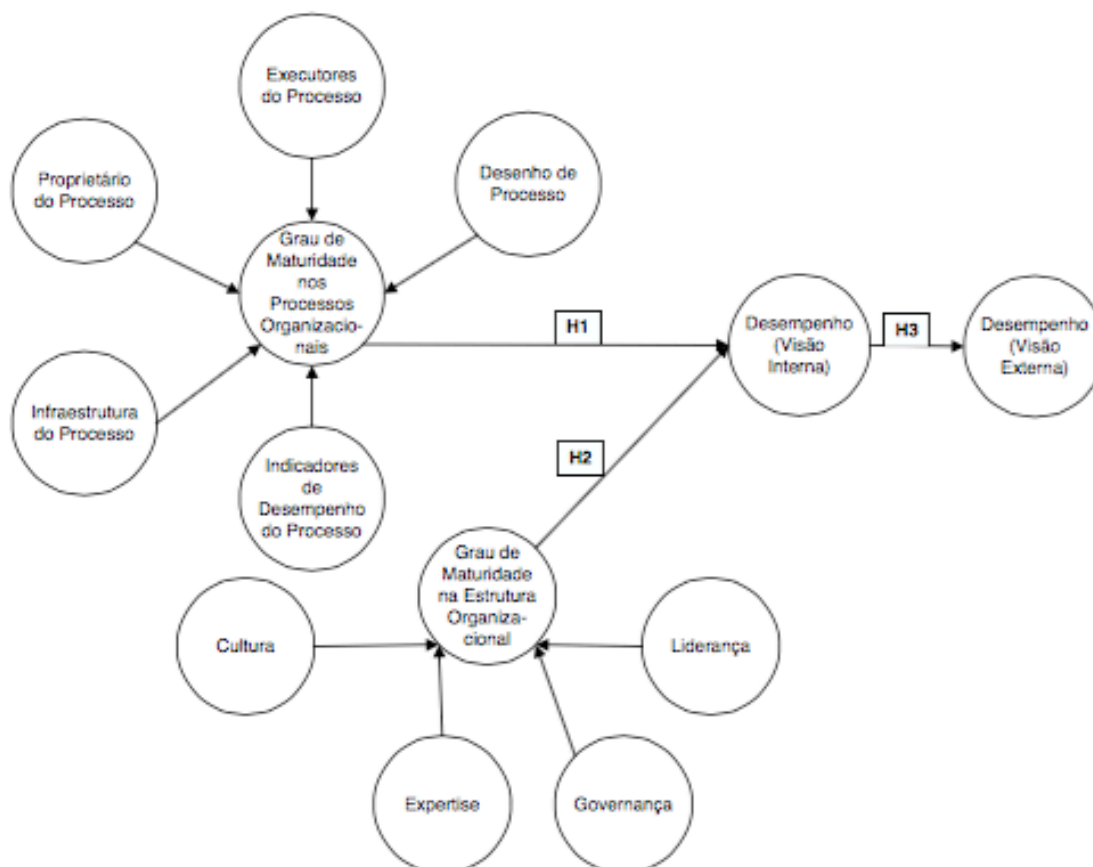 Executores
do Processo
Proprietário
do Processo
Desenho de
Processo
Grau de
Maturidade
nos
Processos
Organizacio-
nais
H1
Desempenho
(Visão
Interna)
H3
Desempenho
(Visão
Externa)
Infraestrutura
do Processo
Indicadores
de
Desempenho
do Processo
H2
Grau de
Maturidade
na Estrutura
Organiza-
cional
Cultura
Liderança
Expertise
Governança